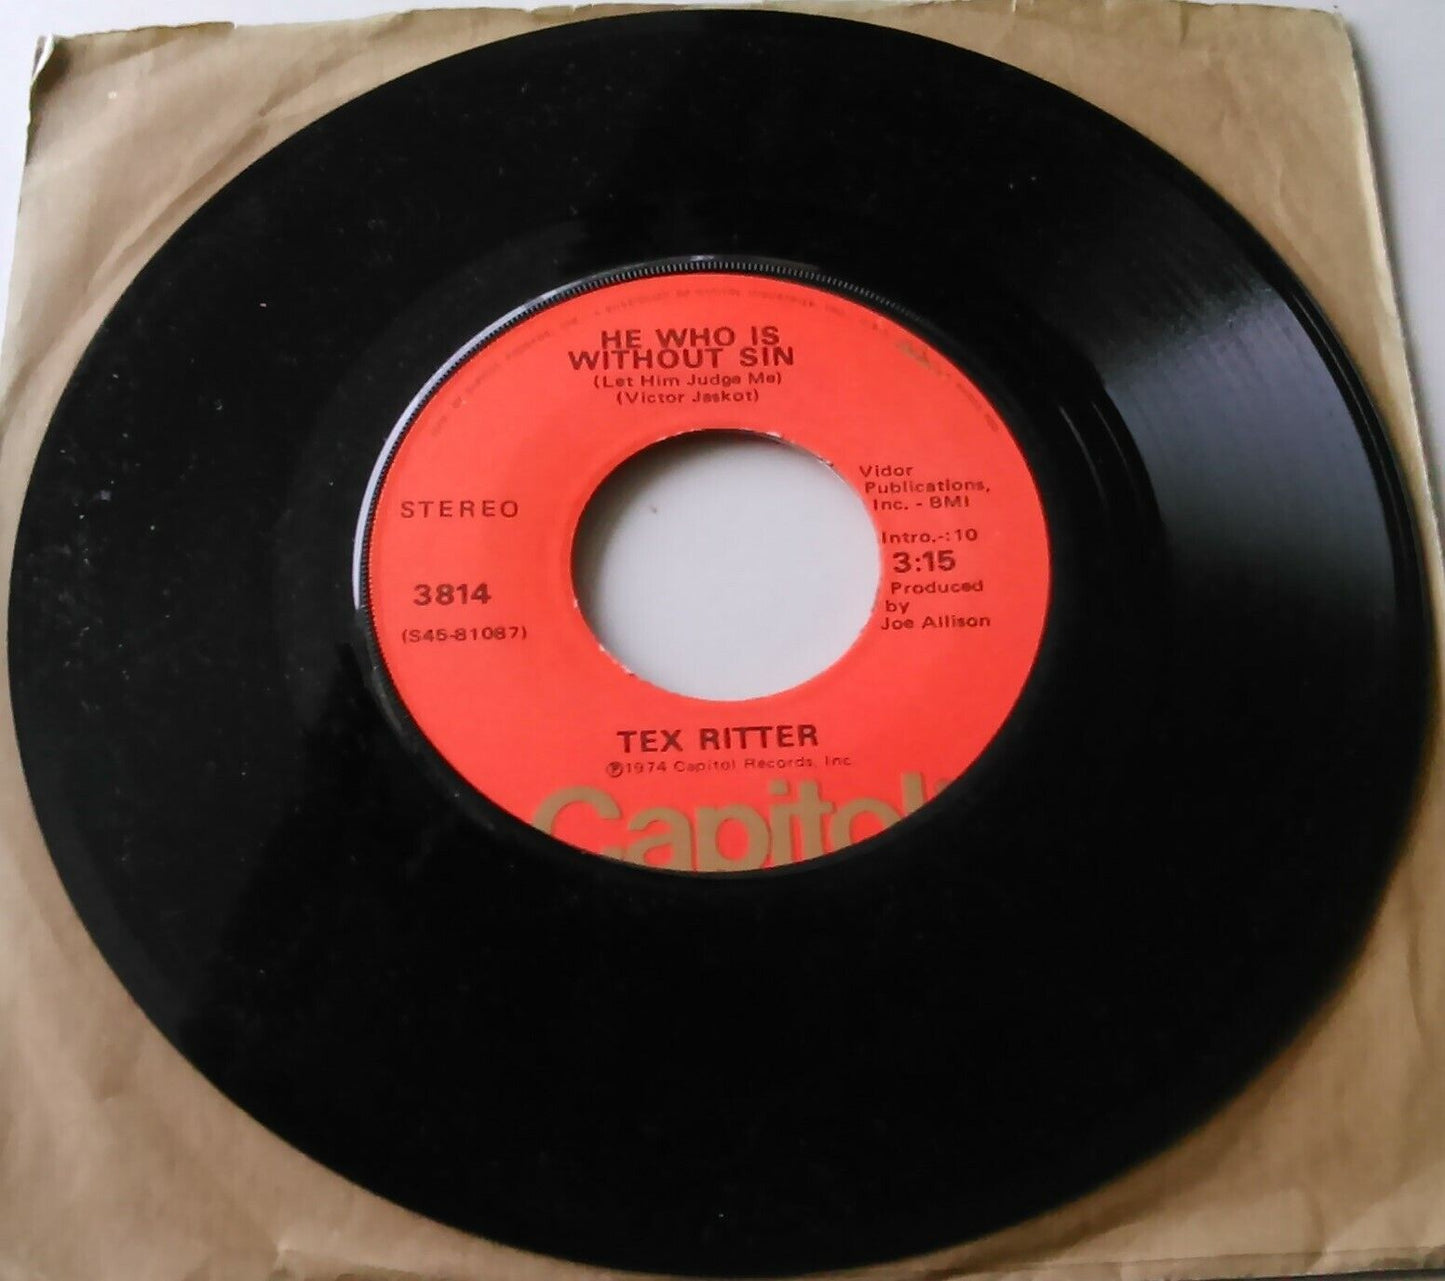 HE WHO IS
WITHOUT SIN
(Let Him Judge Me)
(Victor Jaskot)
STEREO
3814
(S45-81087)
Vidor
Publications,
Inc. - BMI
Intro.-:10
3:15
Produced
by
Joe Allison
TEX RITTER
℗1974 Capitol Records, Inc
Capitol